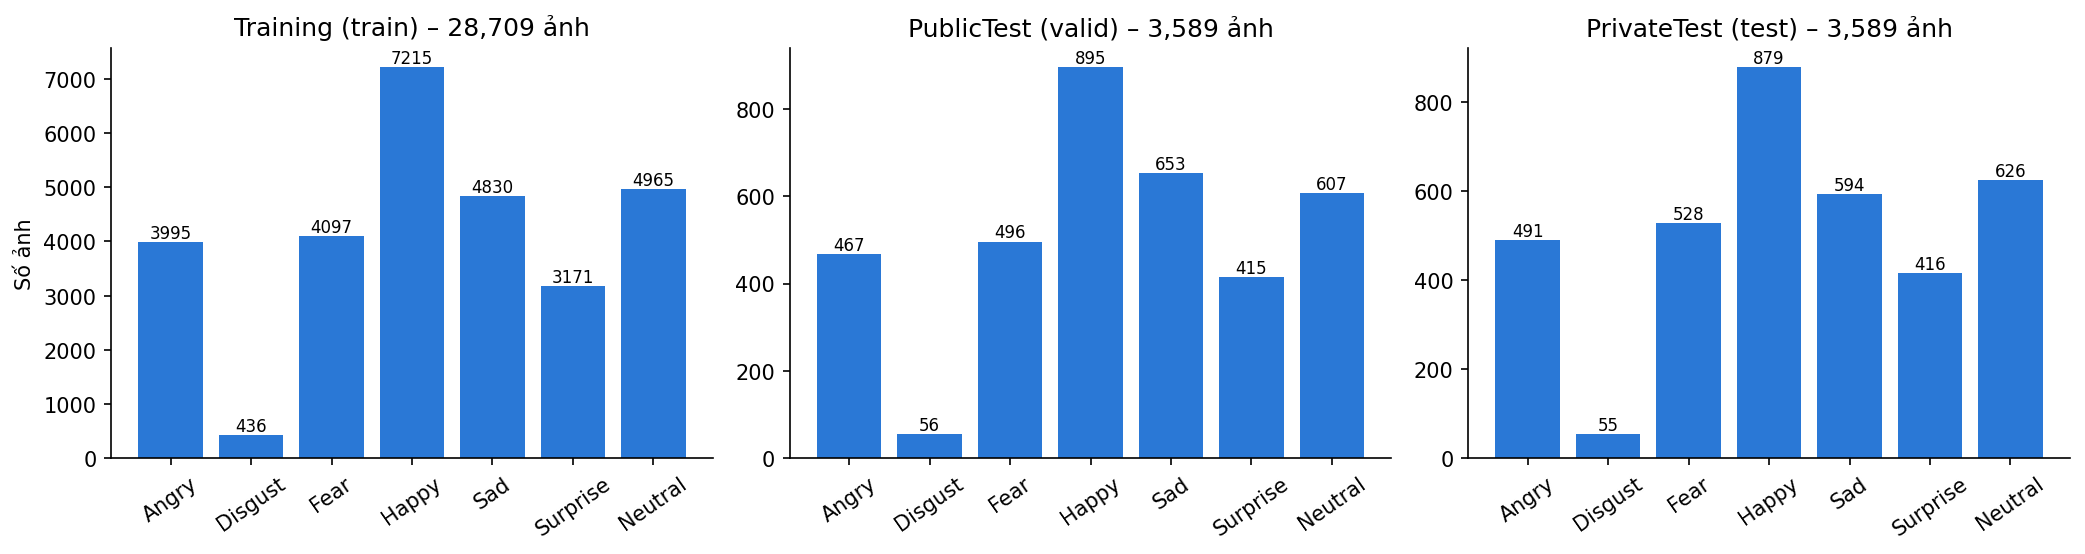 Training (train) – 28,709 ảnh
Số ảnh
7000
6000
5000
4000
3000
2000
1000
0
3995
436
4097
7215
4830
3171
4965
Angry
Disgust
Fear
Happy
Sad
Surprise
Neutral
PublicTest (valid) – 3,589 ảnh
800
600
400
200
0
467
56
496
895
653
415
607
Angry
Disgust
Fear
Happy
Sad
Surprise
Neutral
PrivateTest (test) – 3,589 ảnh
800
600
400
200
0
491
55
528
879
594
416
626
Angry
Disgust
Fear
Happy
Sad
Surprise
Neutral